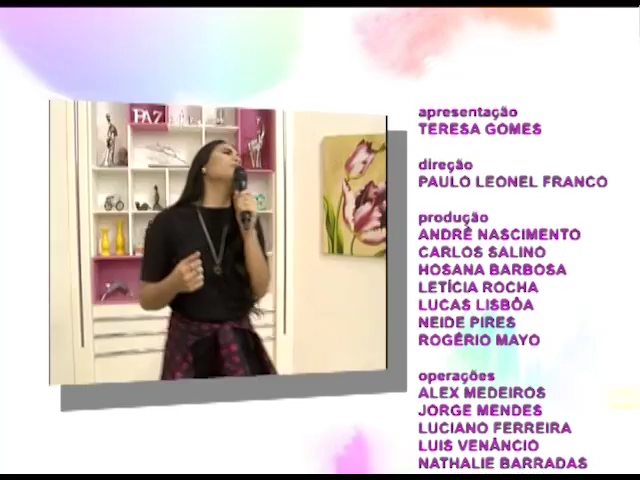 PAZ
apresentação
TERESA GOMES
direção
PAULO LEONEL FRANCO
produção
ANDRÉ NASCIMENTO
CARLOS SALINO
HOSANA BARBOSA
LETÍCIA ROCHA
LUCAS LISBÔA
NEIDE PIRES
ROGÉRIO MAYO
operações
ALEX MEDEIROS
JORGE MENDES
LUCIANO FERREIRA
LUIS VENÂNCIO
NATHALIE BARRADAS